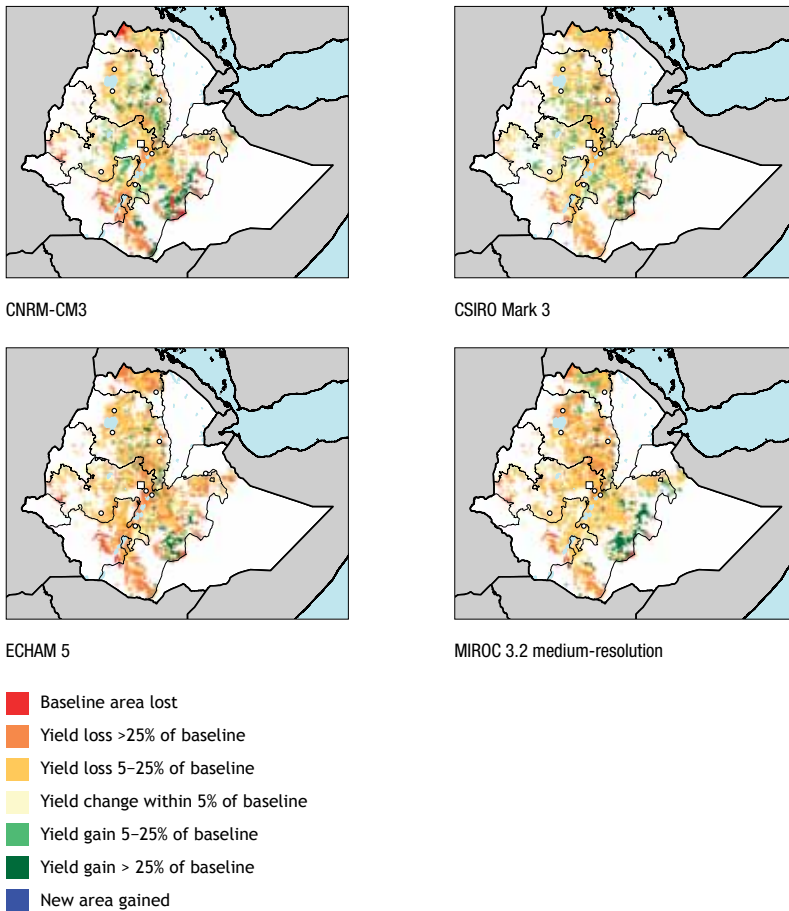 CNRM-CM3
CSIRO Mark 3
ECHAM 5
MIROC 3.2 medium-resolution
Baseline area lost
Yield loss >25% of baseline
Yield loss 5–25% of baseline
Yield change within 5% of baseline
Yield gain 5–25% of baseline
Yield gain > 25% of baseline
New area gained